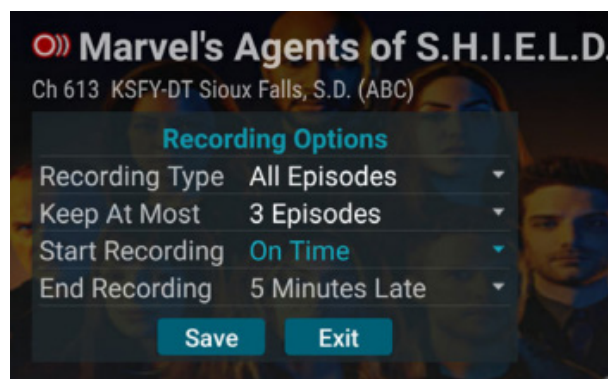 Marvel's Agents of S.H.I.E.L.D.
Ch 613 KSFY-DT Sioux Falls, S.D. (ABC)
Recording Options
Recording Type All Episodes
Keep At Most 3 Episodes
Start Recording On Time
End Recording 5 Minutes Late
Save Exit